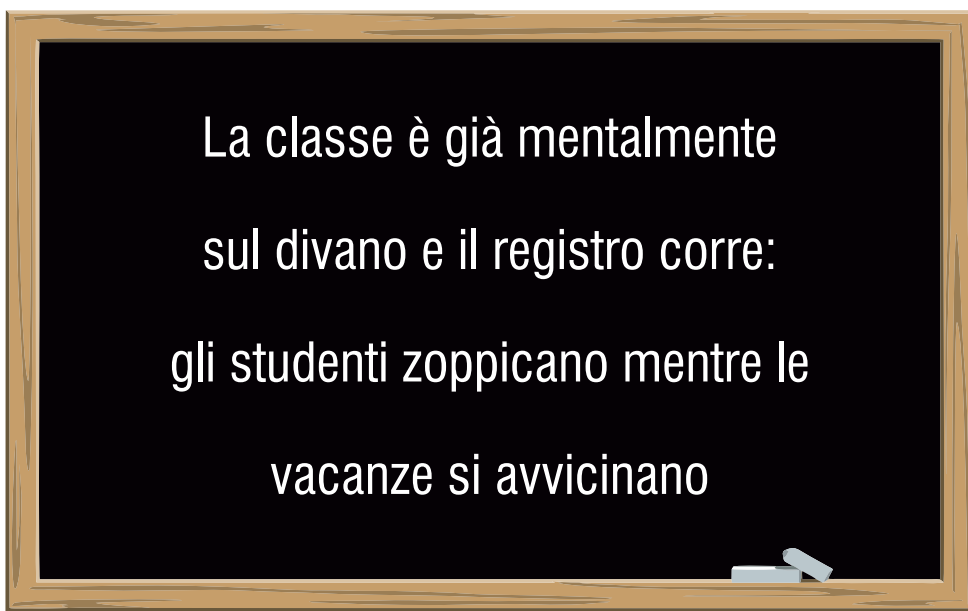 La classe è già mentalmente
sul divano e il registro corre:
gli studenti zoppicano mentre le
vacanze si avvicinano